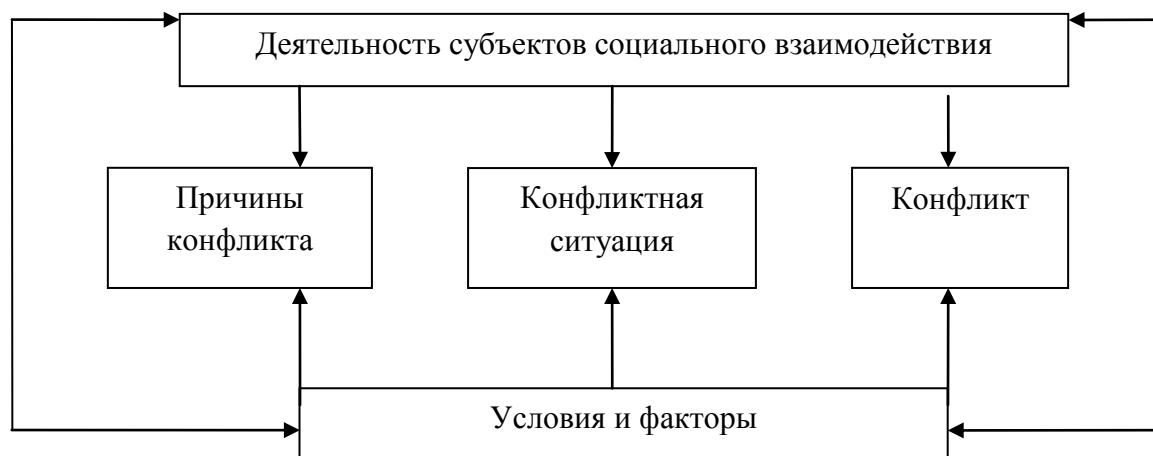 Деятельность субъектов социального взаимодействия
Причины
конфликта
Конфликтная
ситуация
Конфликт
Условия и факторы